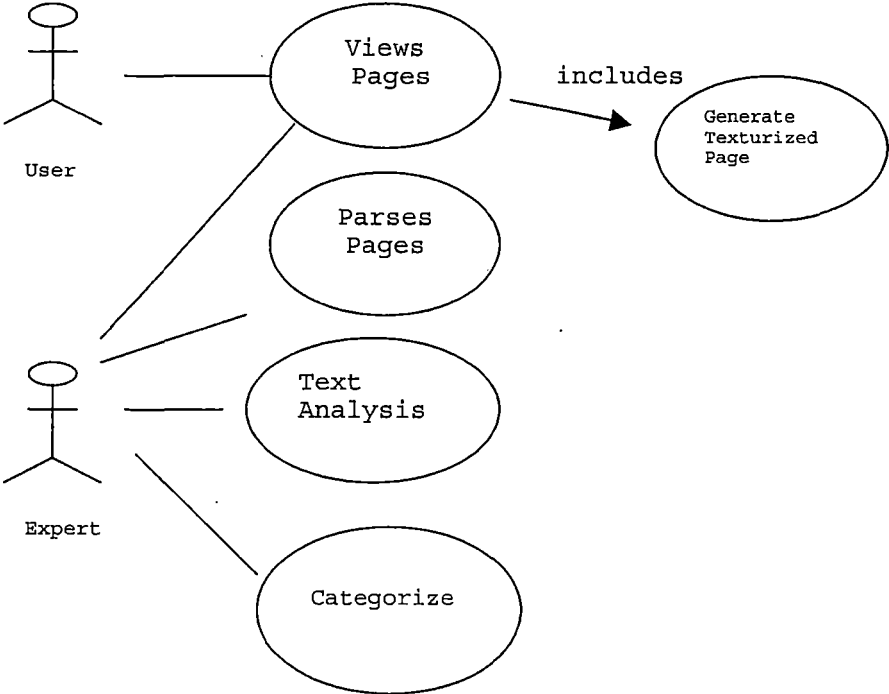 Views
Pages
includes
Generate
Texturized
Page
User
Parses
Pages
Text
Analysis
Expert
Categorize